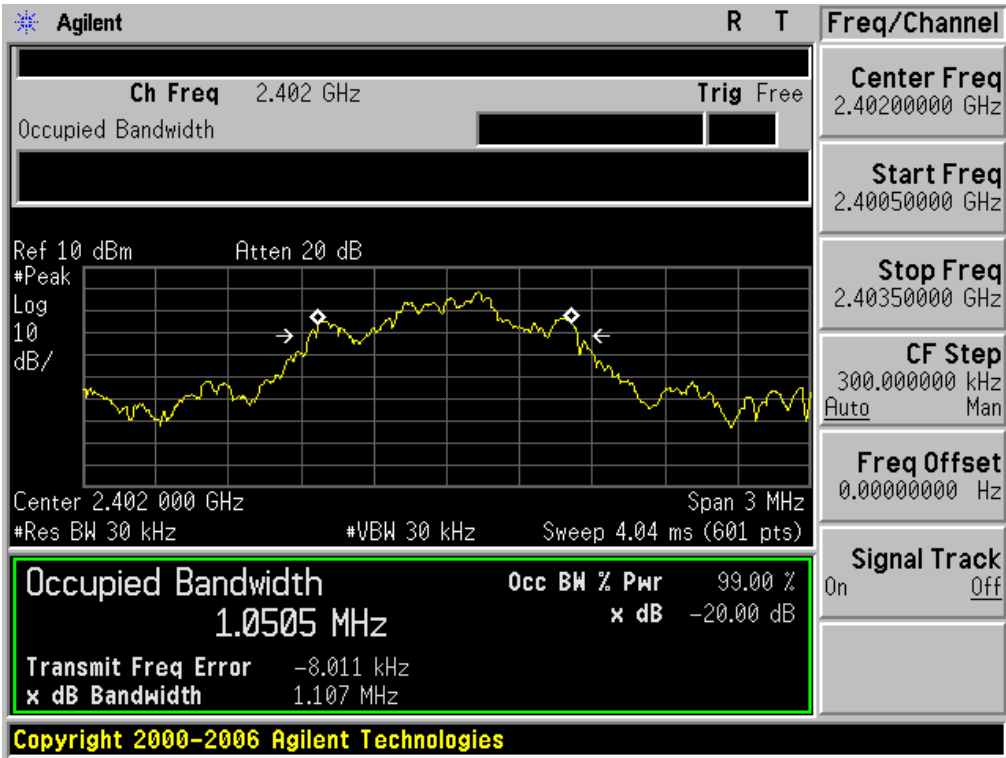 Agilent R T
Ch Freq 2.402 GHz Trig Free
Occupied Bandwidth
Ref 10 dBm Atten 20 dB
#Peak
Log
10
dB/
Center 2.402 000 GHz Span 3 MHz
#Res BW 30 kHz #VBW 30 kHz Sweep 4.04 ms (601 pts)
Occupied Bandwidth Occ BW % Pwr 99.00 %
1.0505 MHz x dB -20.00 dB
Transmit Freq Error -8.011 kHz
x dB Bandwidth 1.107 MHz
Copyright 2000-2006 Agilent Technologies
Freq/Channel
Center Freq
2.40200000 GHz
Start Freq
2.40050000 GHz
Stop Freq
2.40350000 GHz
CF Step
300.000000 kHz
Auto Man
Freq Offset
0.00000000 Hz
Signal Track
On Off